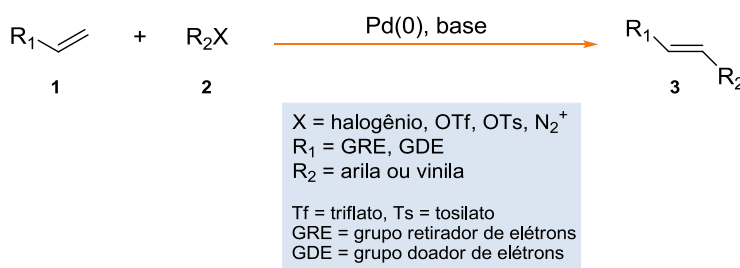 Pd(0), base
R₁ + R₂X R₁ R₂
1 2 3
X = halogênio, OTf, OTs, N₂⁺
R₁ = GRE, GDE
R₂ = arila ou vinila
Tf = triflato, Ts = tosilato
GRE = grupo retirador de elétrons
GDE = grupo doador de elétrons